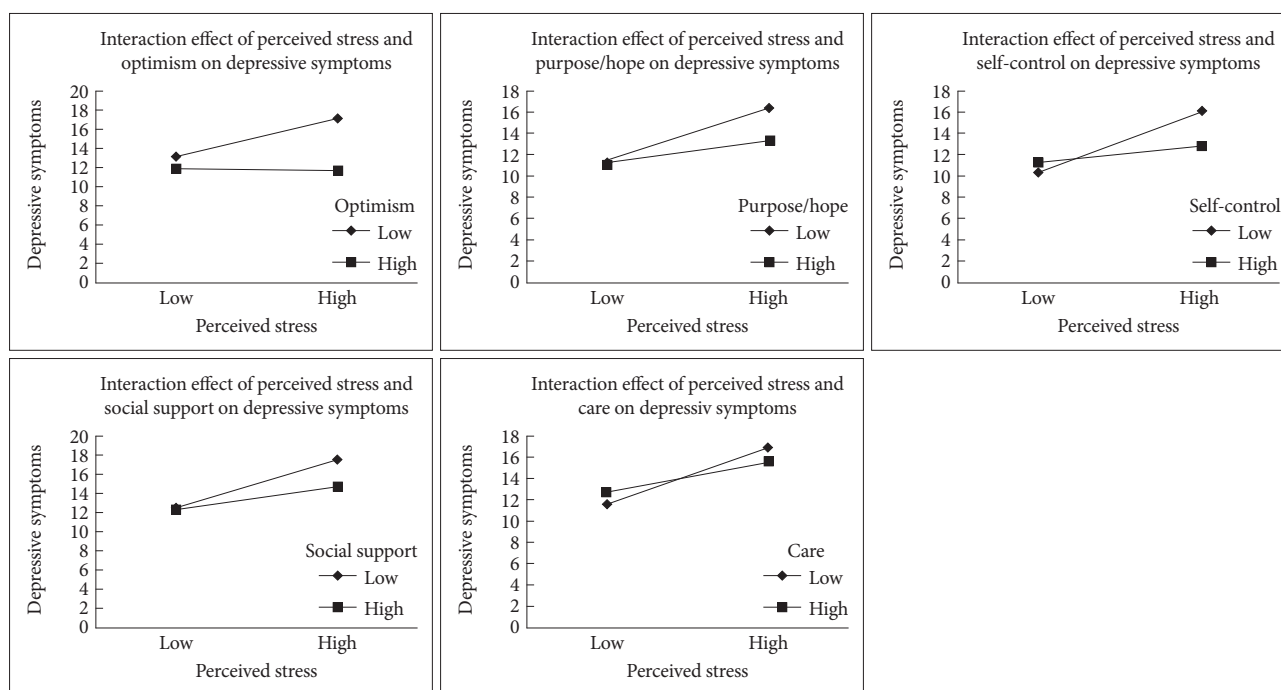 Interaction effect of perceived stress and
optimism on depressive symptoms
20
18
16
14
12
10
8
6
4
2
0
Depressive symptoms
Optimism
Low
High
Low High
Perceived stress
Interaction effect of perceived stress and
purpose/hope on depressive symptoms
18
16
14
12
10
8
6
4
2
0
Depressive symptoms
Purpose/hope
Low
High
Low High
Perceived stress
Interaction effect of perceived stress and
self-control on depressive symptoms
18
16
14
12
10
8
6
4
2
0
Depressive symptoms
Self-control
Low
High
Low High
Perceived stress
Interaction effect of perceived stress and
social support on depressive symptoms
20
18
16
14
12
10
8
6
4
2
0
Depressive symptoms
Social support
Low
High
Low High
Perceived stress
Interaction effect of perceived stress and
care on depressiv symptoms
18
16
14
12
10
8
6
4
2
0
Depressive symptoms
Care
Low
High
Low High
Perceived stress